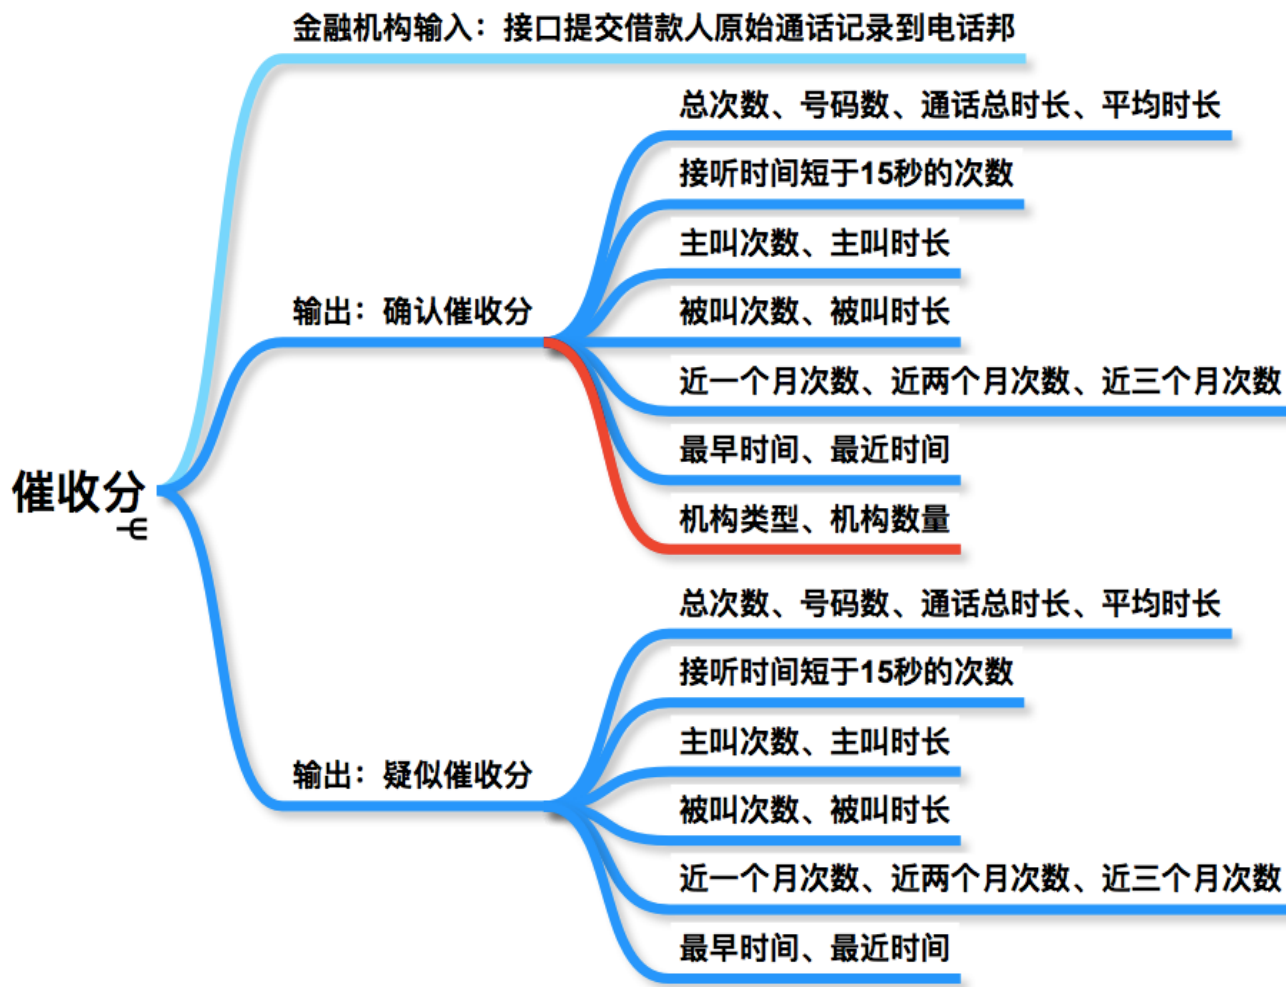 金融机构输入：接口提交借款人原始通话记录到电话邦
总次数、号码数、通话总时长、平均时长
接听时间短于15秒的次数
主叫次数、主叫时长
输出：确认催收分
被叫次数、被叫时长
近一个月次数、近两个月次数、近三个月次数
最早时间、最近时间
催收分
机构类型、机构数量
总次数、号码数、通话总时长、平均时长
接听时间短于15秒的次数
主叫次数、主叫时长
输出：疑似催收分
被叫次数、被叫时长
近一个月次数、近两个月次数、近三个月次数
最早时间、最近时间